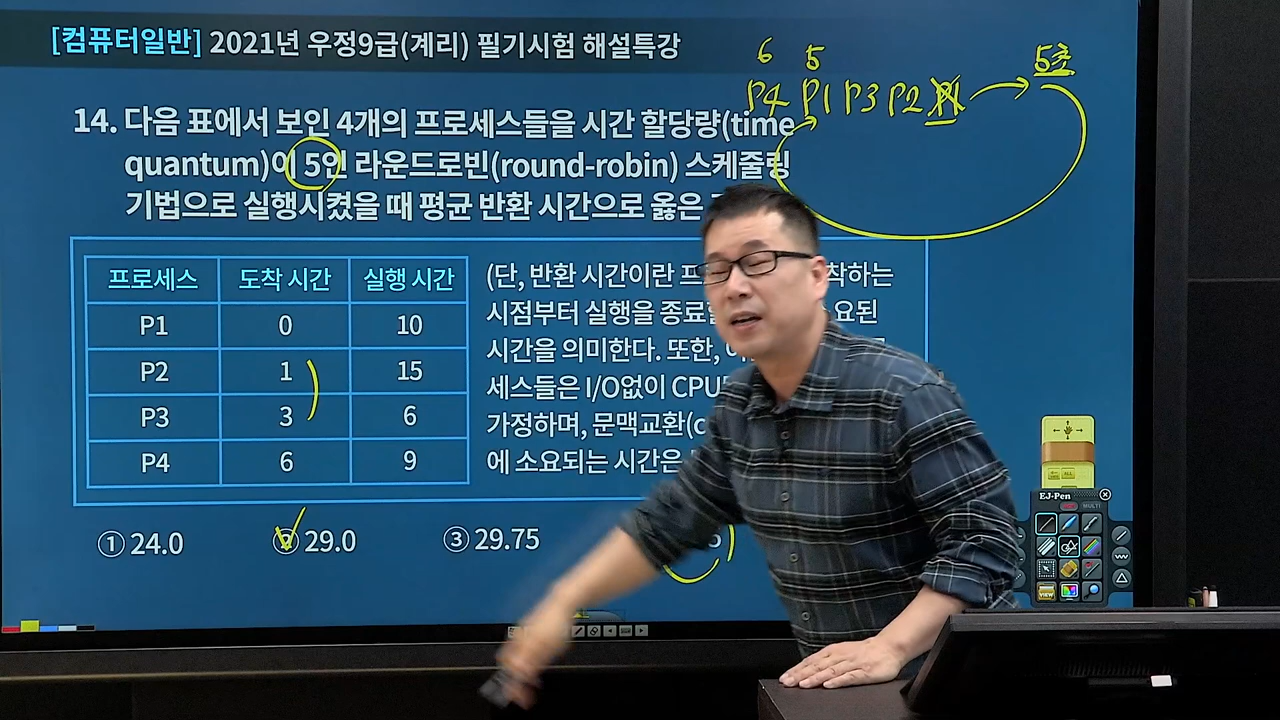 [컴퓨터일반] 2021년 우정9급(계리) 필기시험 해설특강
6 5 5초
P4 P1 P3 P2 P1
14. 다음 표에서 보인 4개의 프로세스들을 시간 할당량(time
quantum)이 5인 라운드로빈(round-robin) 스케줄링
기법으로 실행시켰을 때 평균 반환 시간으로 옳은
프로세스 도착 시간 실행 시간
P1 0 10
P2 1 15
P3 3 6
P4 6 9
(단, 반환 시간이란 착하는
시점부터 실행을 요된
시간을 의미한다. 또한,
세스들은 I/O없이
가정하며,
에 소요되는 시간은
① 24.0 ② 29.0 ③ 29.75
EJ-Pen
MULTI
VIEW